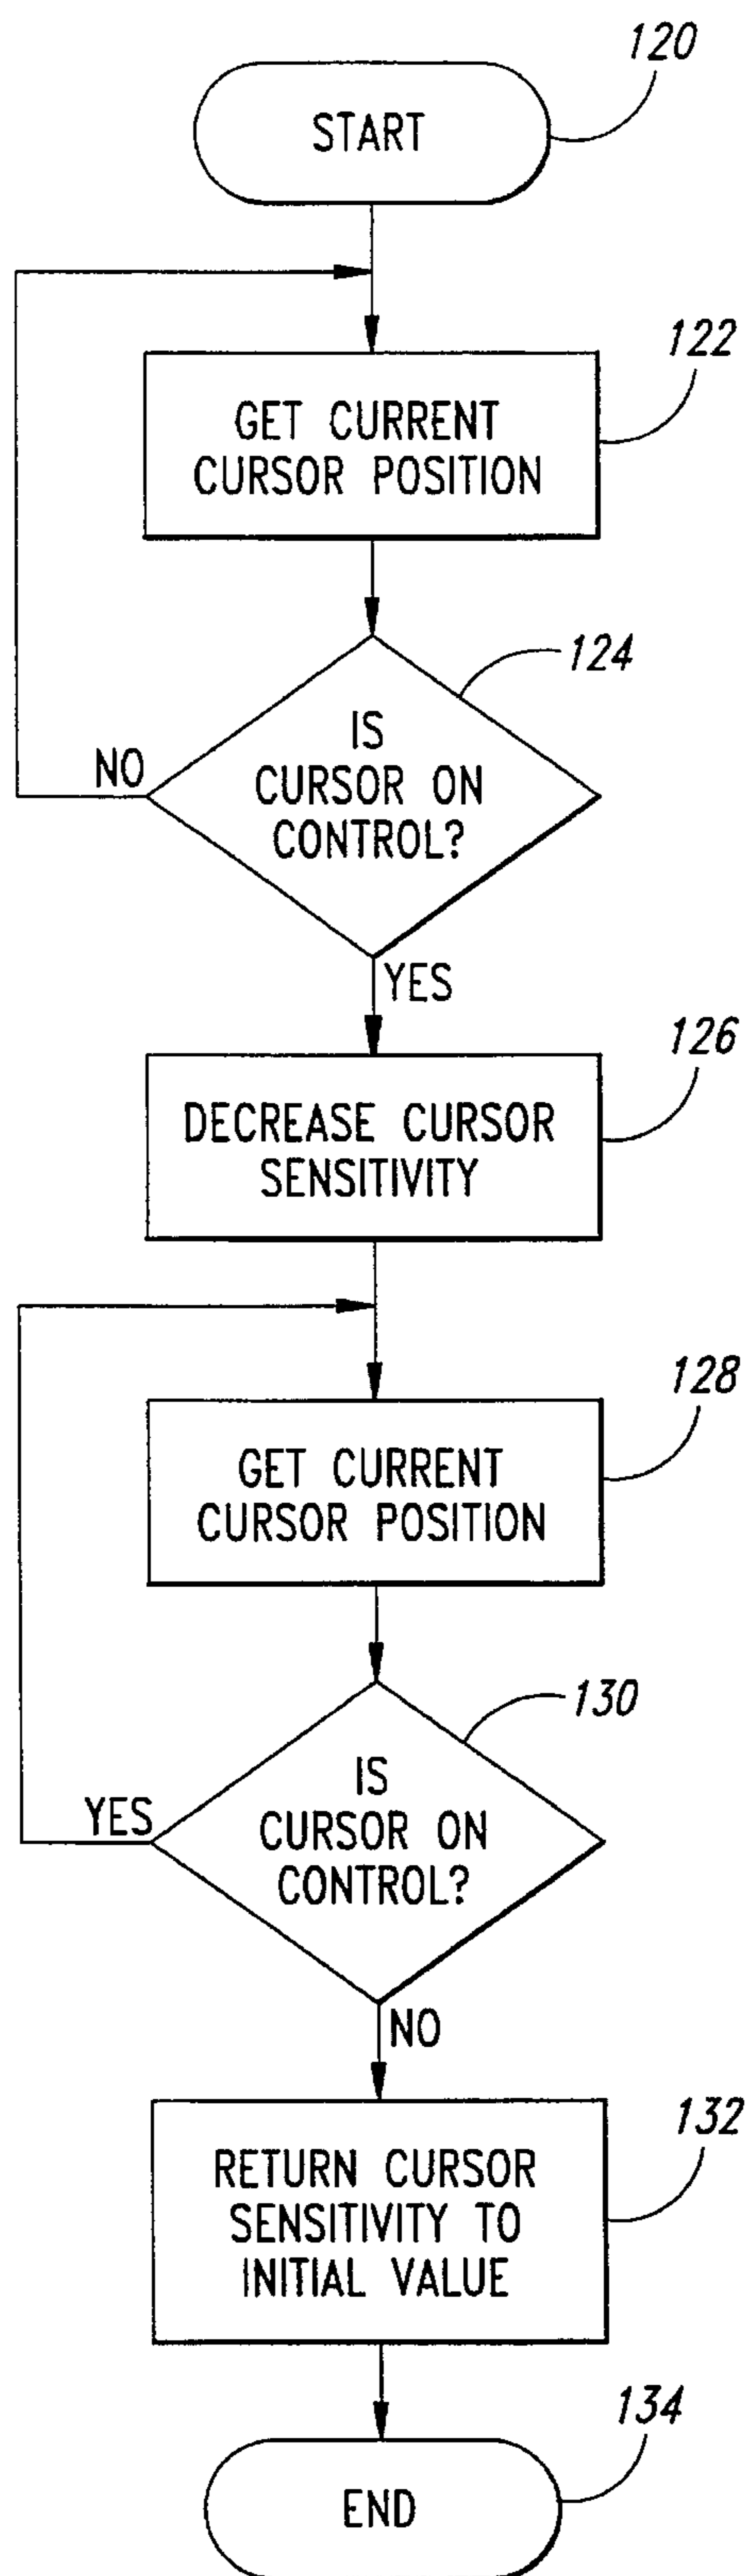 120
START
122
GET CURRENT
CURSOR POSITION
124
IS
CURSOR ON
CONTROL?
NO
YES
126
DECREASE CURSOR
SENSITIVITY
128
GET CURRENT
CURSOR POSITION
130
IS
CURSOR ON
CONTROL?
YES
NO
132
RETURN CURSOR
SENSITIVITY TO
INITIAL VALUE
134
END